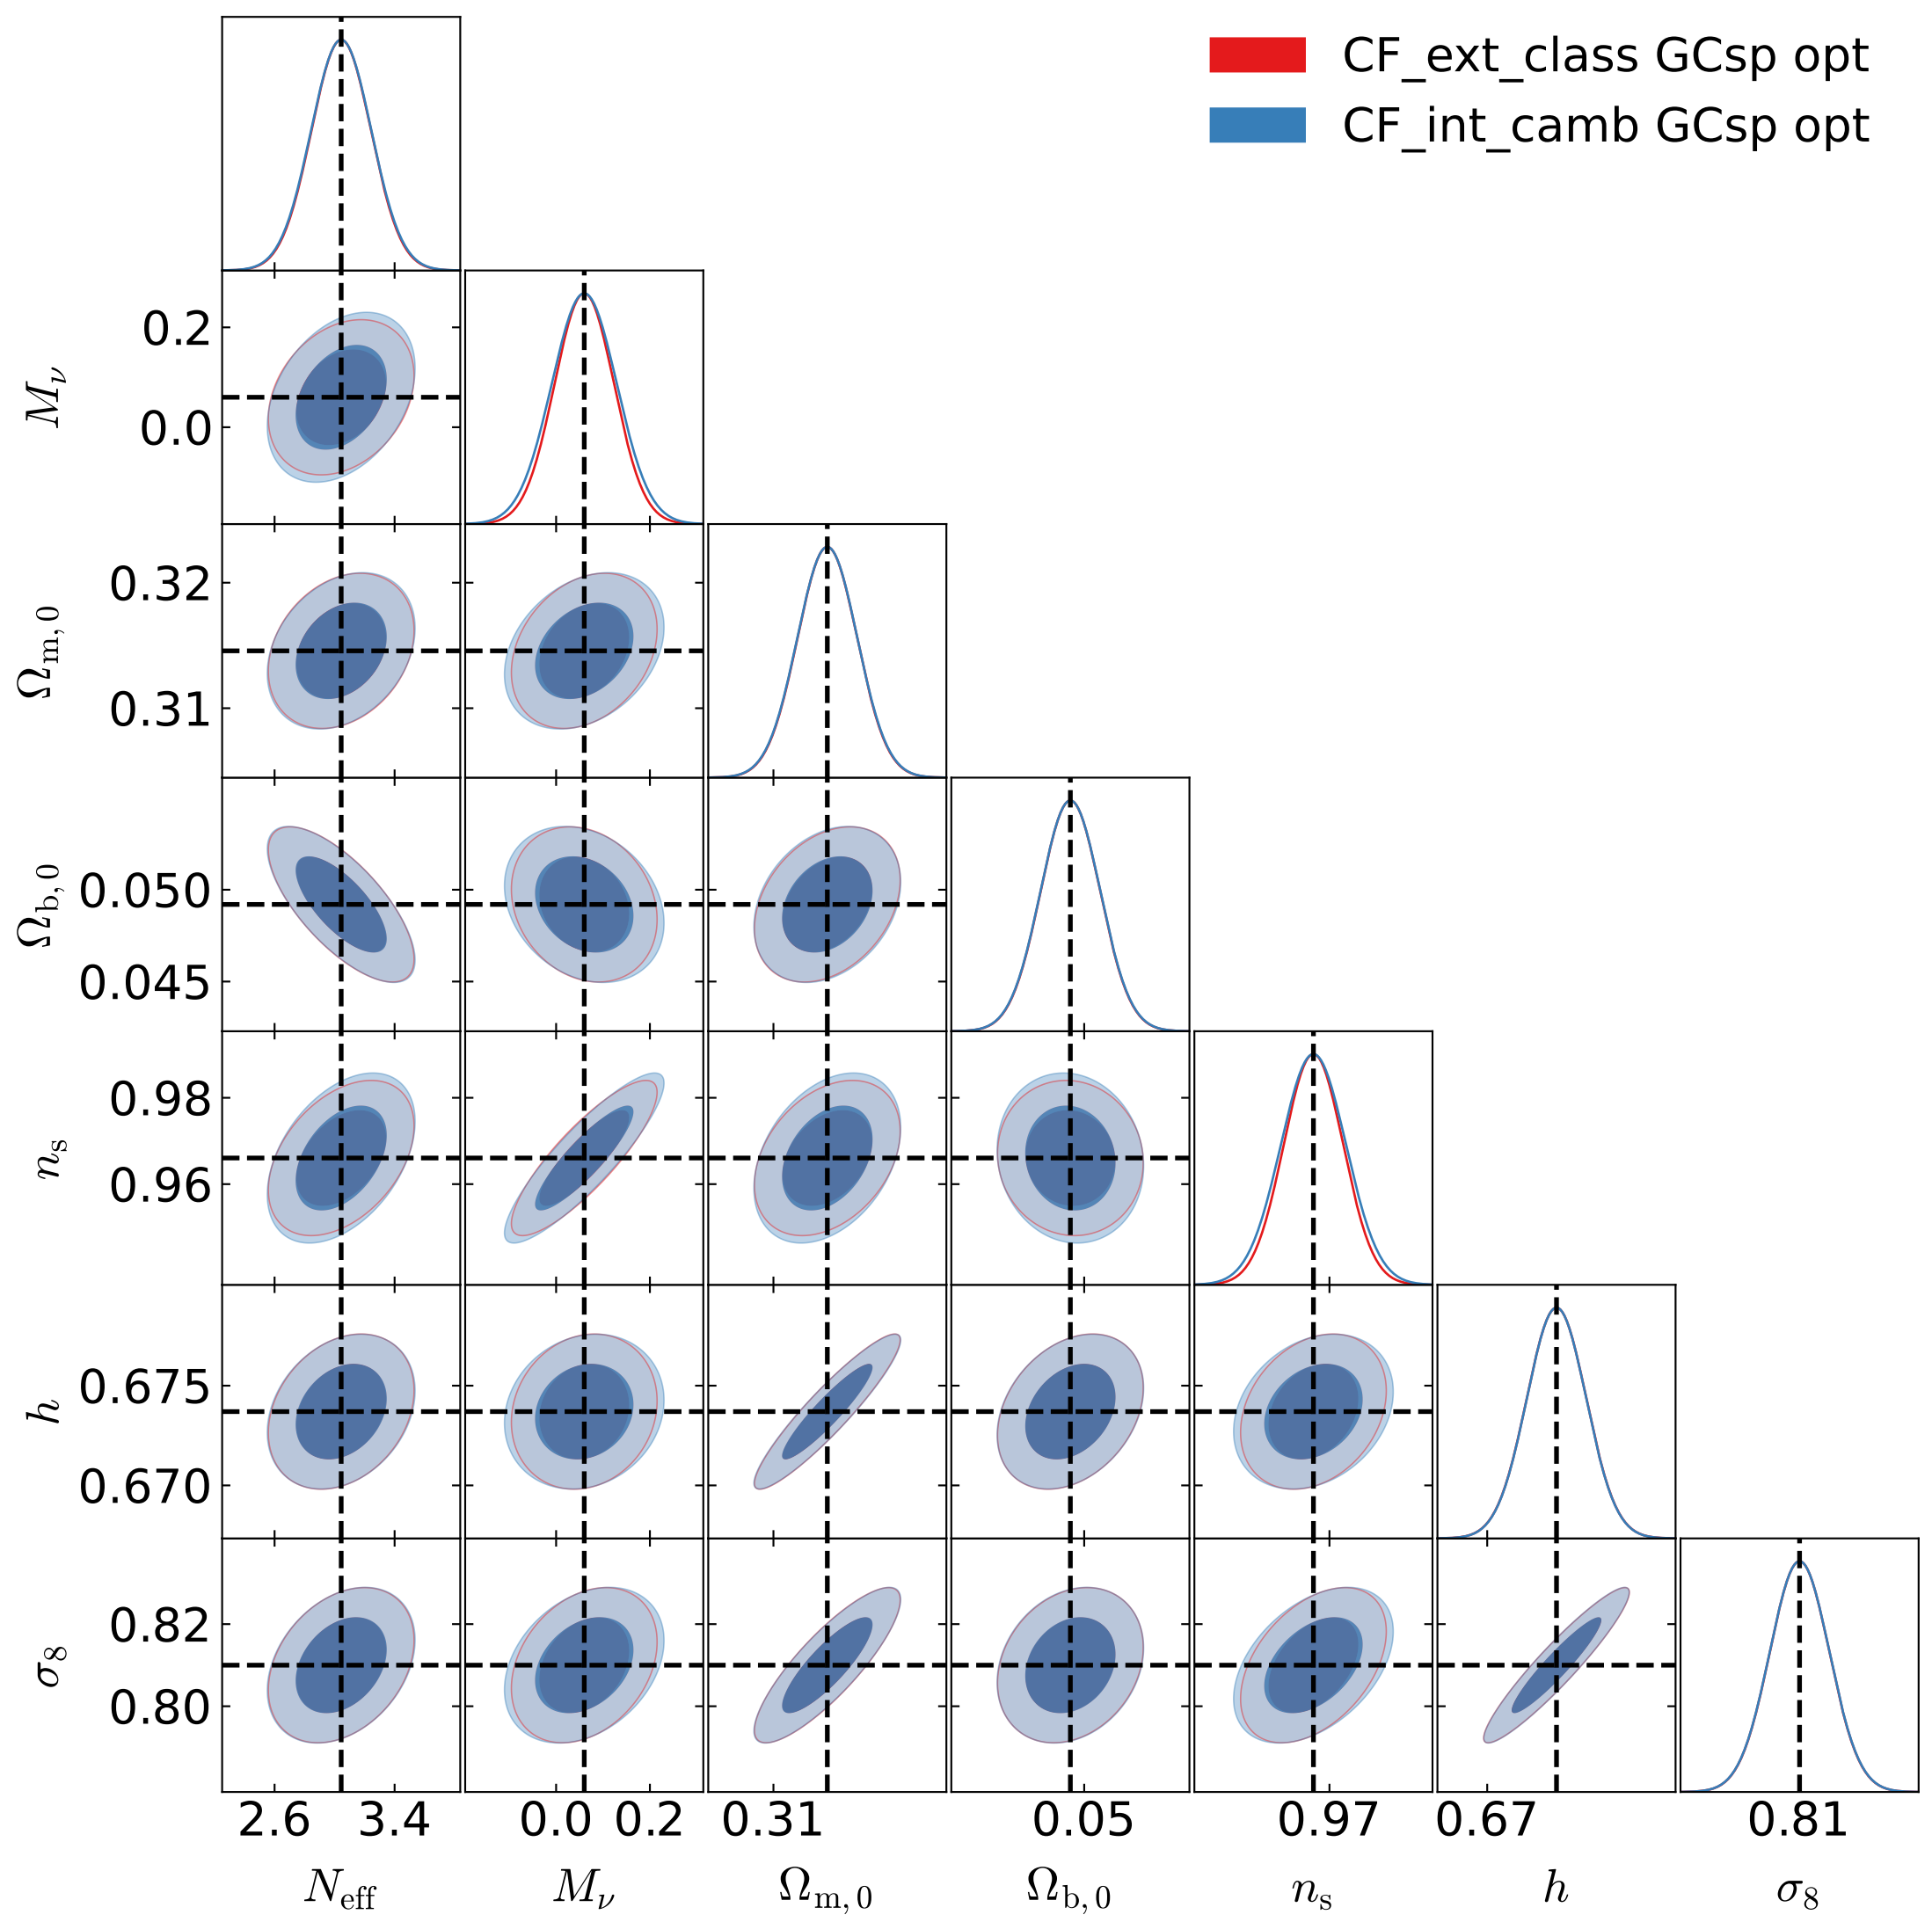 CF_ext_class GCsp opt
CF_int_camb GCsp opt
M_ν
0.2
0.0
Ω_m,0
0.32
0.31
Ω_b,0
0.050
0.045
n_s
0.98
0.96
h
0.675
0.670
σ_8
0.82
0.80
2.6 3.4 0.0 0.2 0.31 0.05 0.97 0.67 0.81
N_eff M_ν Ω_m,0 Ω_b,0 n_s h σ_8